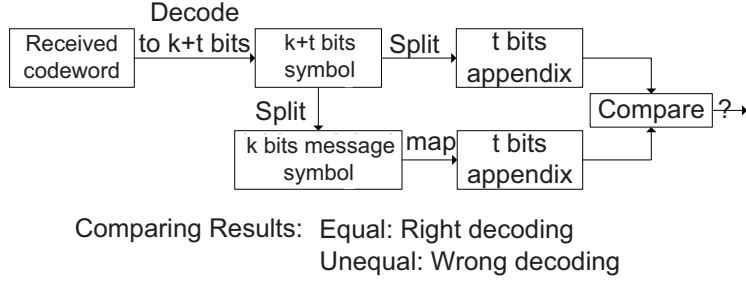 Received
codeword
Decode
to k+t bits
k+t bits
symbol
Split
t bits
appendix
Split
k bits message
symbol
map
t bits
appendix
Compare
?
Comparing Results: Equal: Right decoding
Unequal: Wrong decoding